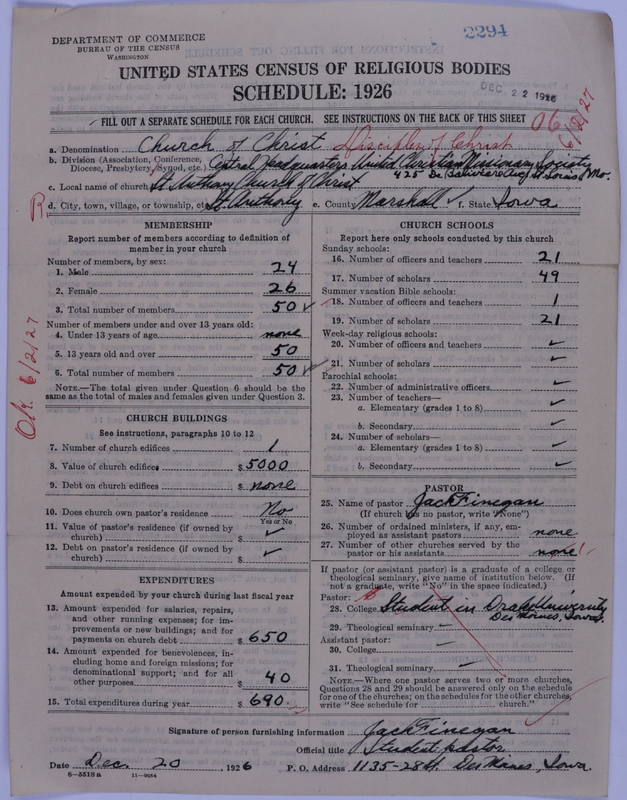 2294
DEPARTMENT OF COMMERCE
BUREAU OF THE CENSUS
WASHINGTON
UNITED STATES CENSUS OF RELIGIOUS BODIES
SCHEDULE: 1926
DEC 22 1926
FILL OUT A SEPARATE SCHEDULE FOR EACH CHURCH. SEE INSTRUCTIONS ON THE BACK OF THIS SHEET
6/2/27
a. Denomination Church of Christ Disciples of Christ
b. Division (Association, Conference, Diocese, Presbytery, Synod, etc.) Central Headquarters United Christian Missionary Society
425 De Baliviere Ave St Louis, Mo.
c. Local name of church St Anthony Church of Christ
d. City, town, village, or township, etc. St. Anthony e. County Marshall f. State Iowa
O.K. 6/2/27
MEMBERSHIP
Report number of members according to definition of
member in your church
Number of members, by sex:
1. Male 24
2. Female 26
3. Total number of members 50
Number of members under and over 13 years old:
4. Under 13 years of age none
5. 13 years old and over 50
6. Total number of members 50
NOTE.—The total given under Question 6 should be the
same as the total of males and females given under Question 3.
CHURCH BUILDINGS
See instructions, paragraphs 10 to 12
7. Number of church edifices 1
8. Value of church edifices $ 5000
9. Debt on church edifices $ none
10. Does church own pastor's residence No
Yes or No
11. Value of pastor's residence (if owned by
church) $ ✓
12. Debt on pastor's residence (if owned by
church) $ ✓
EXPENDITURES
Amount expended by your church during last fiscal year
13. Amount expended for salaries, repairs,
and other running expenses; for im-
provements or new buildings; and for
payments on church debt $ 650
14. Amount expended for benevolences, in-
cluding home and foreign missions; for
denominational support; and for all
other purposes $ 40
15. Total expenditures during year $ 690
CHURCH SCHOOLS
Report here only schools conducted by this church
Sunday schools:
16. Number of officers and teachers 21
17. Number of scholars 49
Summer vacation Bible schools:
18. Number of officers and teachers 1
19. Number of scholars 21
Week-day religious schools:
20. Number of officers and teachers ✓
21. Number of scholars ✓
Parochial schools:
22. Number of administrative officers ✓
23. Number of teachers—
a. Elementary (grades 1 to 8) ✓
b. Secondary ✓
24. Number of scholars—
a. Elementary (grades 1 to 8) ✓
b. Secondary ✓
PASTOR
25. Name of pastor Jack Finegan
(If church has no pastor, write "None")
26. Number of ordained ministers, if any, em-
ployed as assistant pastors none
27. Number of other churches served by the
pastor or his assistants none
If pastor (or assistant pastor) is a graduate of a college or
theological seminary, give name of institution below. (If
not a graduate, write "No" in the space indicated.)
Pastor:
28. College Student in Drake University
Des Moines, Iowa
29. Theological seminary —
Assistant pastor:
30. College —
31. Theological seminary —
NOTE.—Where one pastor serves two or more churches,
Questions 28 and 29 should be answered only on the schedule
for one of the churches; on the schedules for the other churches,
write "See schedule for church."
Signature of person furnishing information Jack Finegan
Official title Student pastor
Date Dec. 20, 1926 P. O. Address 1135-28 St. Des Moines, Iowa
8—5518a 11—9954